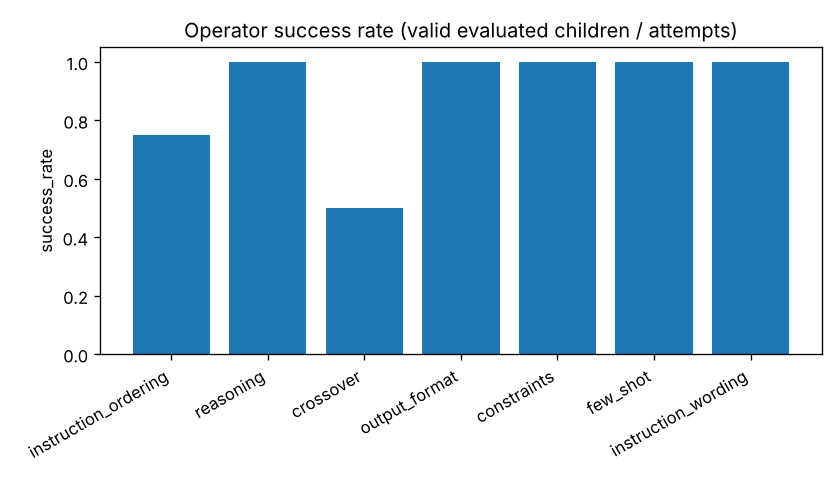 Operator success rate (valid evaluated children / attempts)
success_rate
1.0
0.8
0.6
0.4
0.2
0.0
instruction_ordering
reasoning
crossover
output_format
constraints
few_shot
instruction_wording